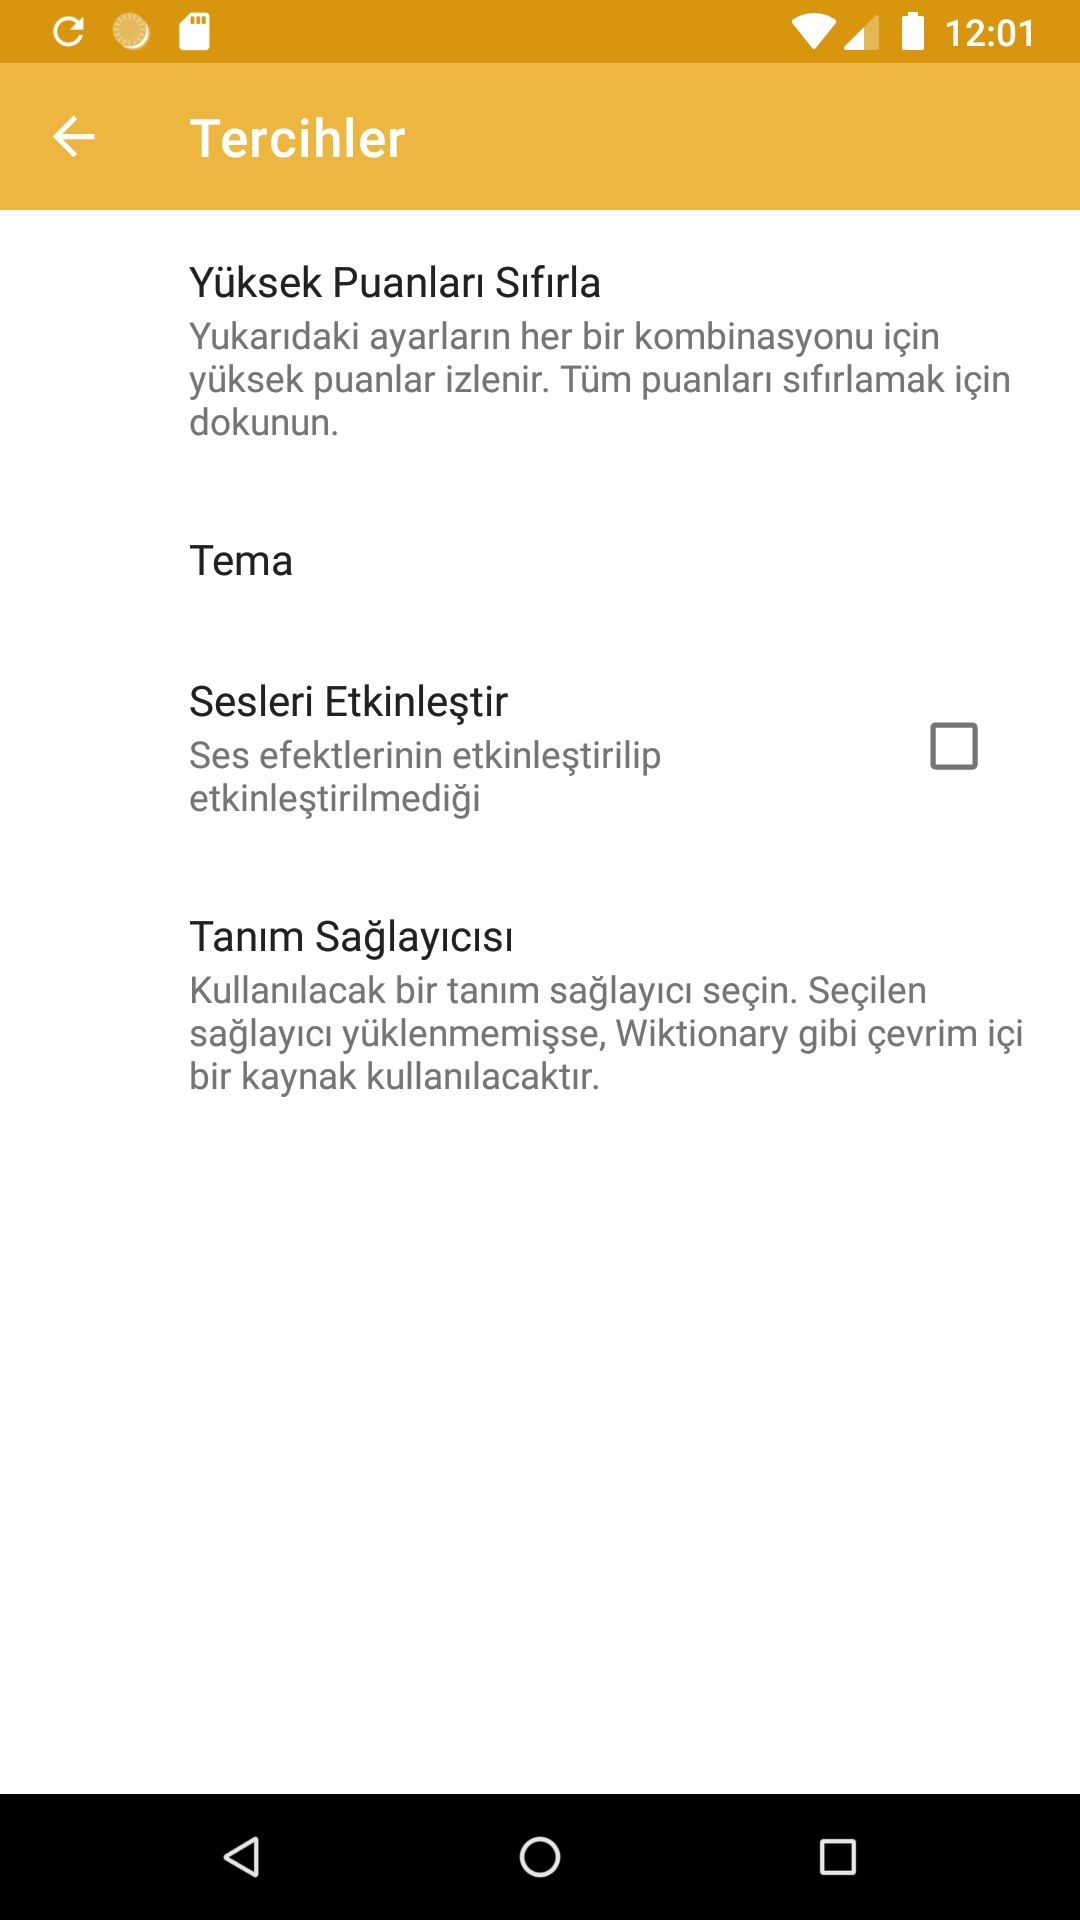 12:01
Tercihler
Yüksek Puanları Sıfırla
Yukarıdaki ayarların her bir kombinasyonu için
yüksek puanlar izlenir. Tüm puanları sıfırlamak için
dokunun.
Tema
Sesleri Etkinleştir
Ses efektlerinin etkinleştirilip
etkinleştirilmediği
Tanım Sağlayıcısı
Kullanılacak bir tanım sağlayıcı seçin. Seçilen
sağlayıcı yüklenmemişse, Wiktionary gibi çevrim içi
bir kaynak kullanılacaktır.